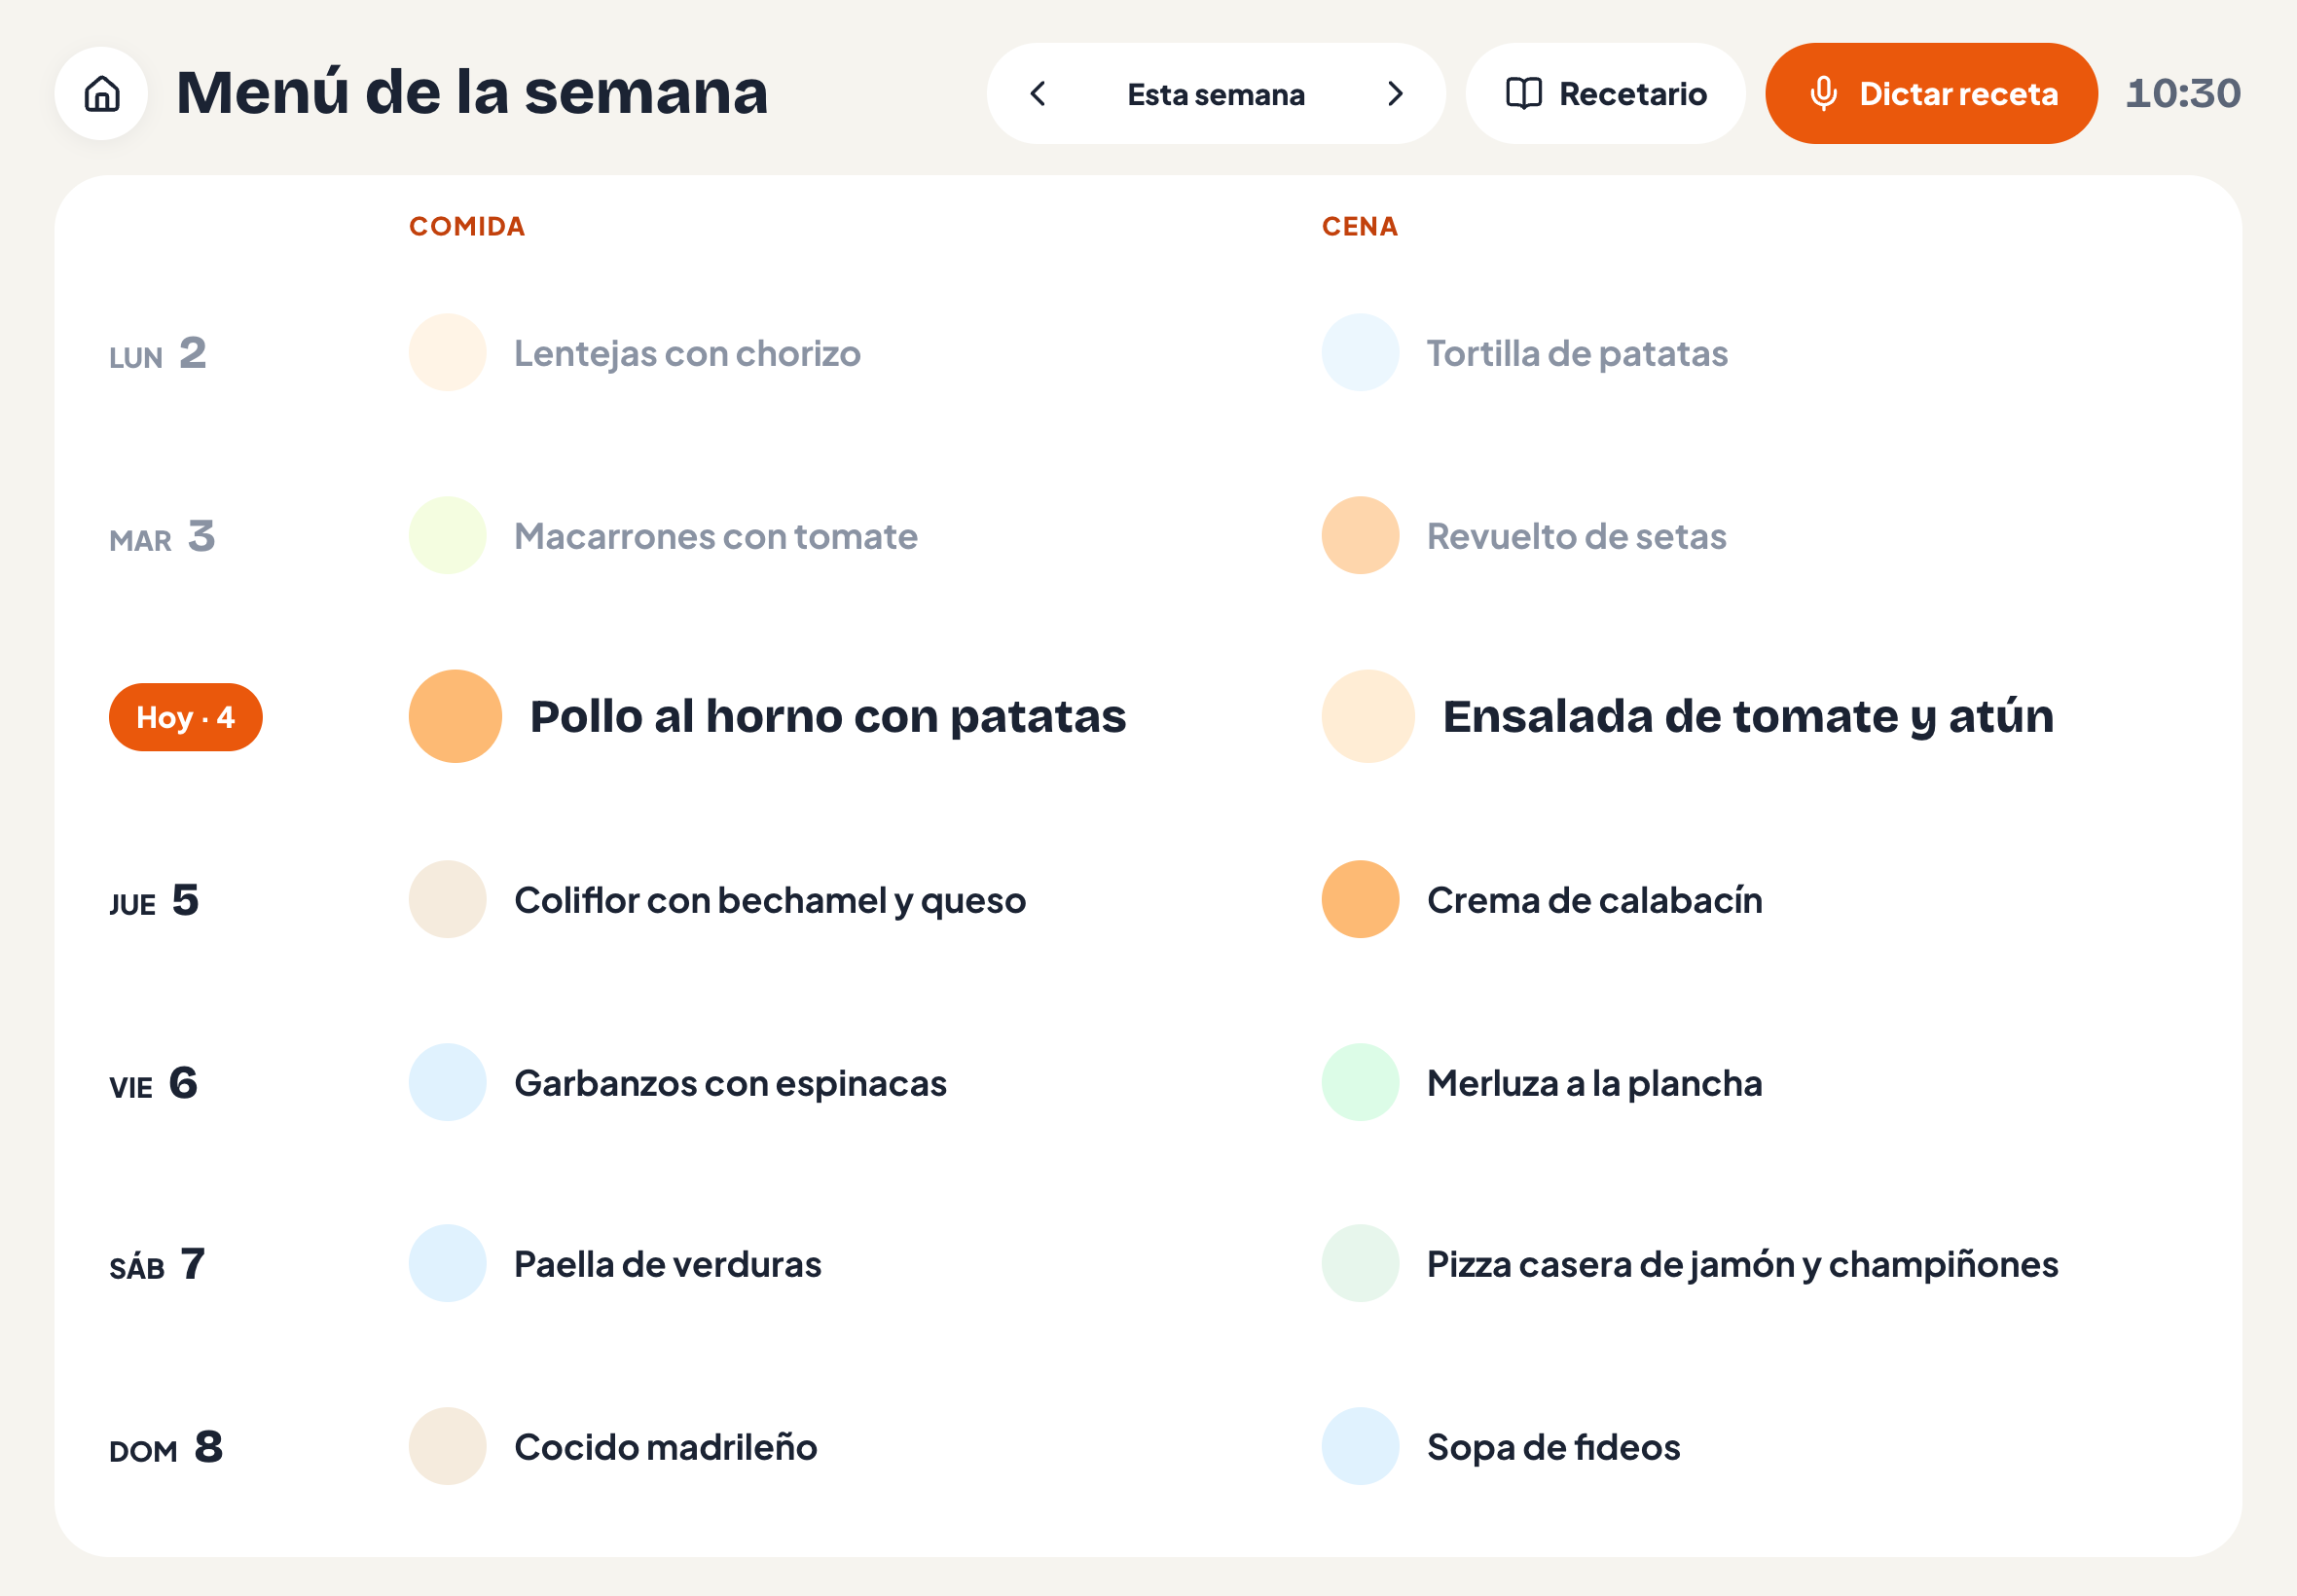 Menú de la semana
Esta semana
Recetario
Dictar receta
10:30
COMIDA
CENA
LUN 2
Lentejas con chorizo
Tortilla de patatas
MAR 3
Macarrones con tomate
Revuelto de setas
Hoy · 4
Pollo al horno con patatas
Ensalada de tomate y atún
JUE 5
Coliflor con bechamel y queso
Crema de calabacín
VIE 6
Garbanzos con espinacas
Merluza a la plancha
SÁB 7
Paella de verduras
Pizza casera de jamón y champiñones
DOM 8
Cocido madrileño
Sopa de fideos